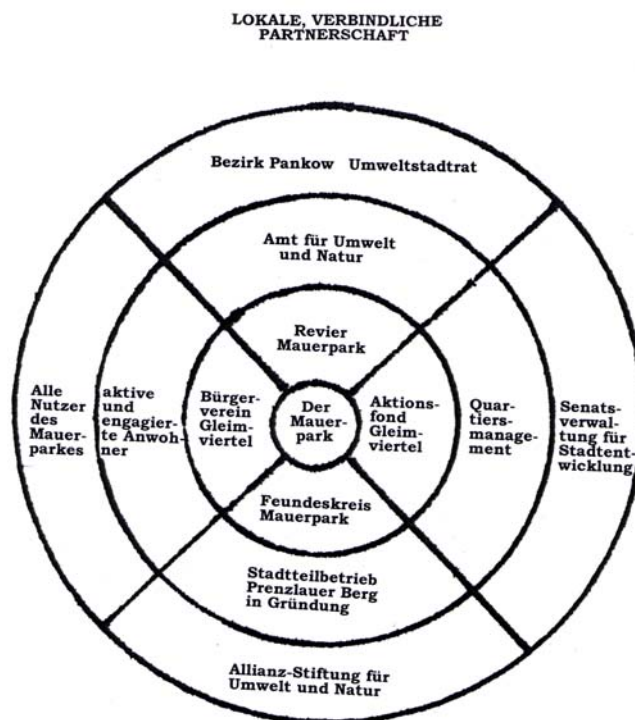 LOKALE, VERBINDLICHE
PARTNERSCHAFT
Bezirk Pankow Umweltstadtrat
Amt für Umwelt
und Natur
Revier
Mauerpark
Alle
Nutzer
des
Mauer-
parkes
aktive
und
engagier-
te Anwoh-
ner
Bürger-
verein
Gleim-
viertel
Der
Mauer-
park
Aktions-
fond
Gleim-
viertel
Quar-
tiers-
manage-
ment
Senats-
verwal-
tung für
Stadtent-
wicklung
Feundeskreis
Mauerpark
Stadtteilbetrieb
Prenzlauer Berg
in Gründung
Allianz-Stiftung für
Umwelt und Natur